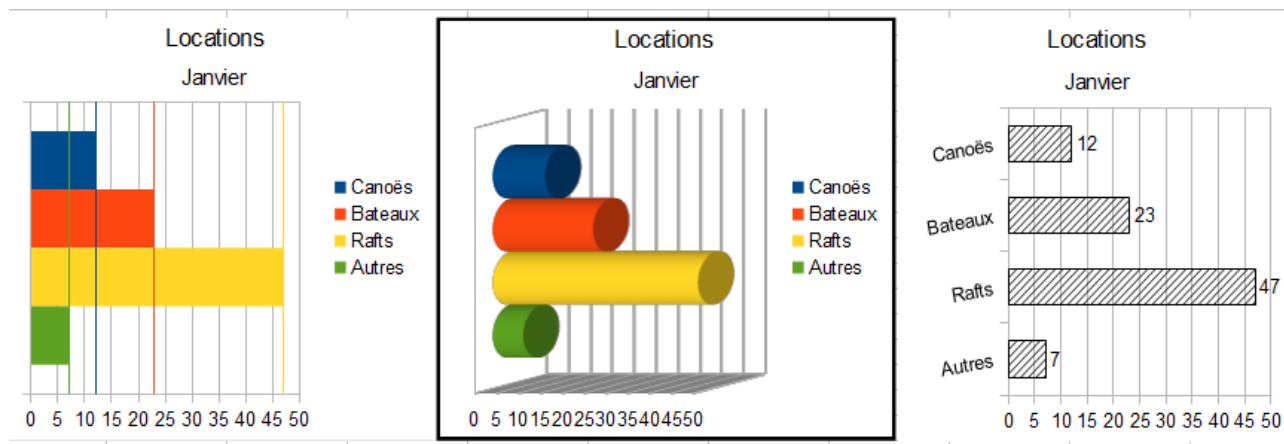 Locations
Janvier
Canoës
Bateaux
Rafts
Autres
0 5 10 15 20 25 30 35 40 45 50
Locations
Janvier
Canoës
Bateaux
Rafts
Autres
0 5 10 15 20 25 30 35 40 45 50
Locations
Janvier
Canoës 12
Bateaux 23
Rafts 47
Autres 7
0 5 10 15 20 25 30 35 40 45 50